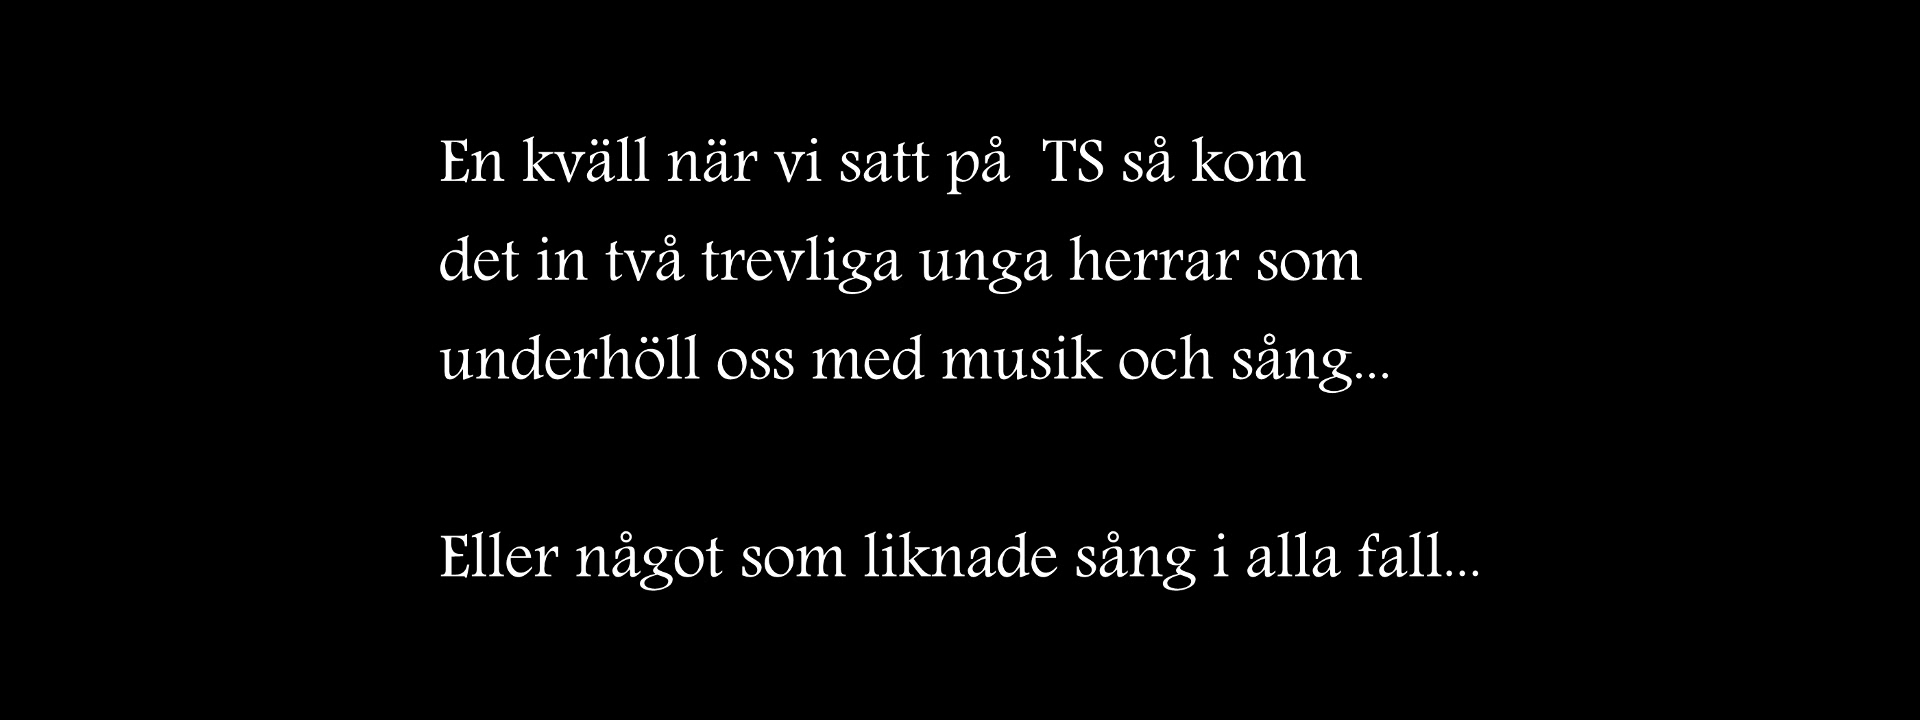 En kväll när vi satt på  TS så kom
det in två trevliga unga herrar som
underhöll oss med musik och sång...
Eller något som liknade sång i alla fall...